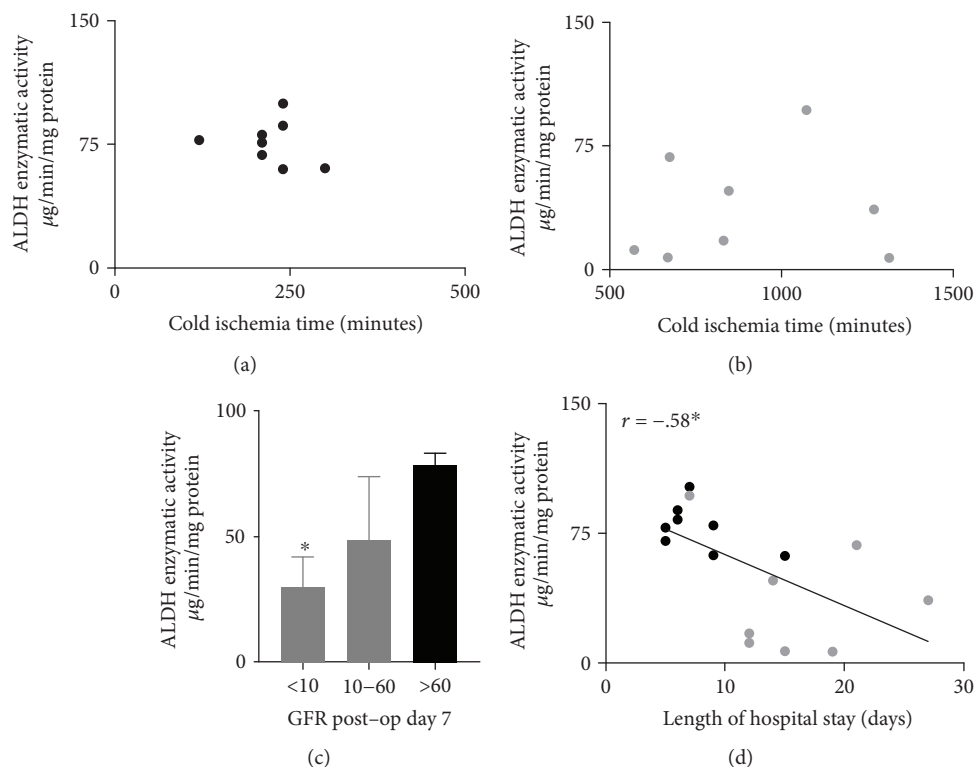 ALDH enzymatic activity
µg/min/mg protein
150
75
0
0
250
500
Cold ischemia time (minutes)
(a)
ALDH enzymatic activity
µg/min/mg protein
150
75
0
500
1000
1500
Cold ischemia time (minutes)
(b)
ALDH enzymatic activity
µg/min/mg protein
100
50
0
*
<10
10−60
>60
GFR post−op day 7
(c)
ALDH enzymatic activity
µg/min/mg protein
150
75
0
r = −.58*
0
10
20
30
Length of hospital stay (days)
(d)